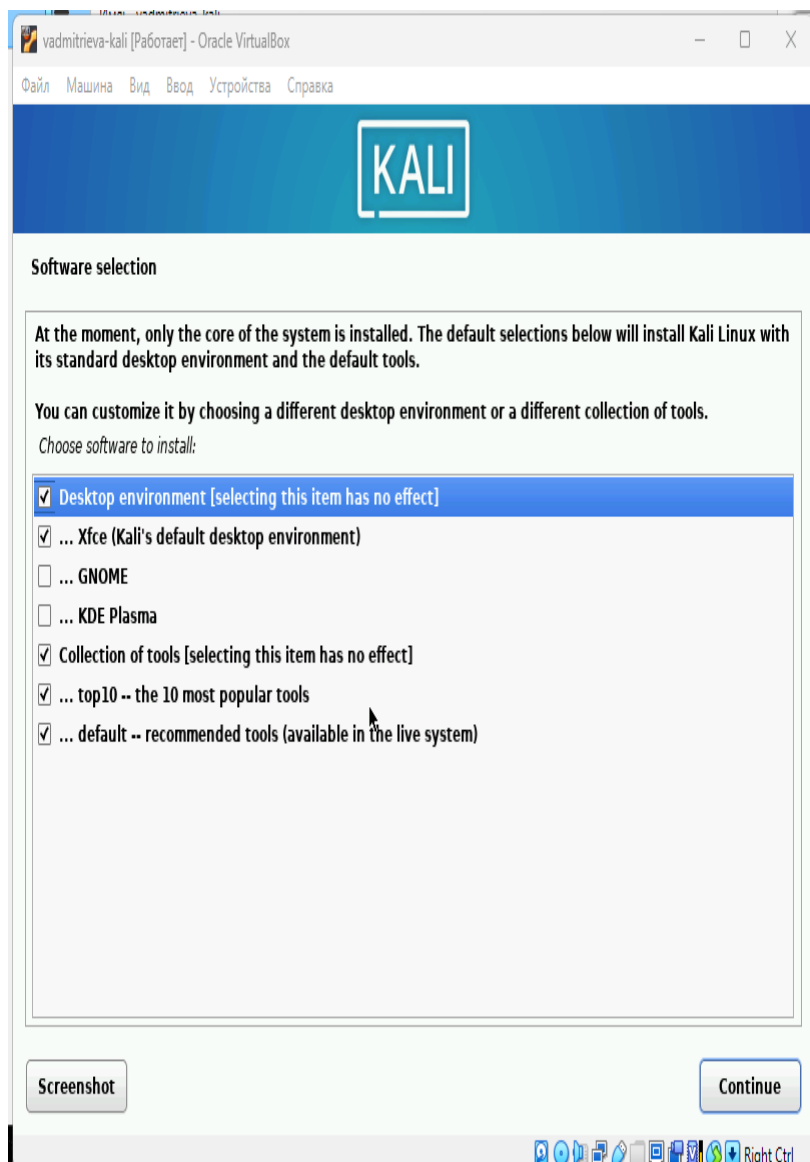 vadmitrieva-kali [Работает] - Oracle VirtualBox
Файл Машина Вид Ввод Устройства Справка
KALI
Software selection
At the moment, only the core of the system is installed. The default selections below will install Kali Linux with
its standard desktop environment and the default tools.
You can customize it by choosing a different desktop environment or a different collection of tools.
Choose software to install:
Desktop environment [selecting this item has no effect]
... Xfce (Kali's default desktop environment)
... GNOME
... KDE Plasma
Collection of tools [selecting this item has no effect]
... top10 -- the 10 most popular tools
... default -- recommended tools (available in the live system)
Screenshot Continue
Right Ctrl